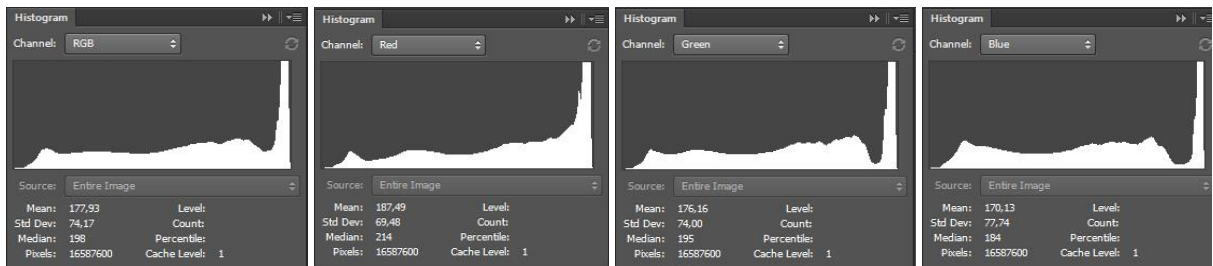 Histogram
Channel: RGB
Source: Entire Image
Mean: 177,93 Level:
Std Dev: 74,17 Count:
Median: 198 Percentile:
Pixels: 16587600 Cache Level: 1
Histogram
Channel: Red
Source: Entire Image
Mean: 187,49 Level:
Std Dev: 69,48 Count:
Median: 214 Percentile:
Pixels: 16587600 Cache Level: 1
Histogram
Channel: Green
Source: Entire Image
Mean: 176,16 Level:
Std Dev: 74,00 Count:
Median: 195 Percentile:
Pixels: 16587600 Cache Level: 1
Histogram
Channel: Blue
Source: Entire Image
Mean: 170,13 Level:
Std Dev: 77,74 Count:
Median: 184 Percentile:
Pixels: 16587600 Cache Level: 1